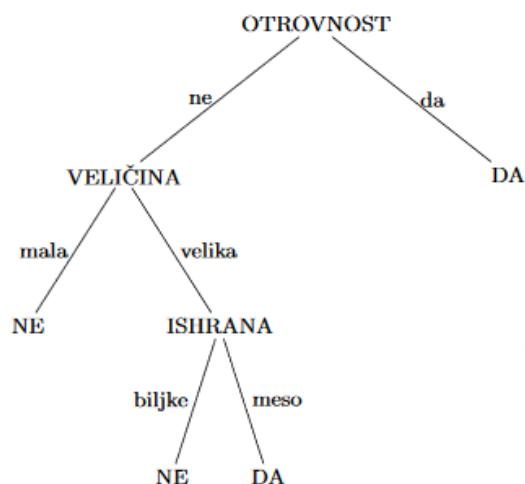 OTROVNOST
ne
da
VELIČINA
DA
mala
velika
NE
ISHRANA
biljke
meso
NE
DA